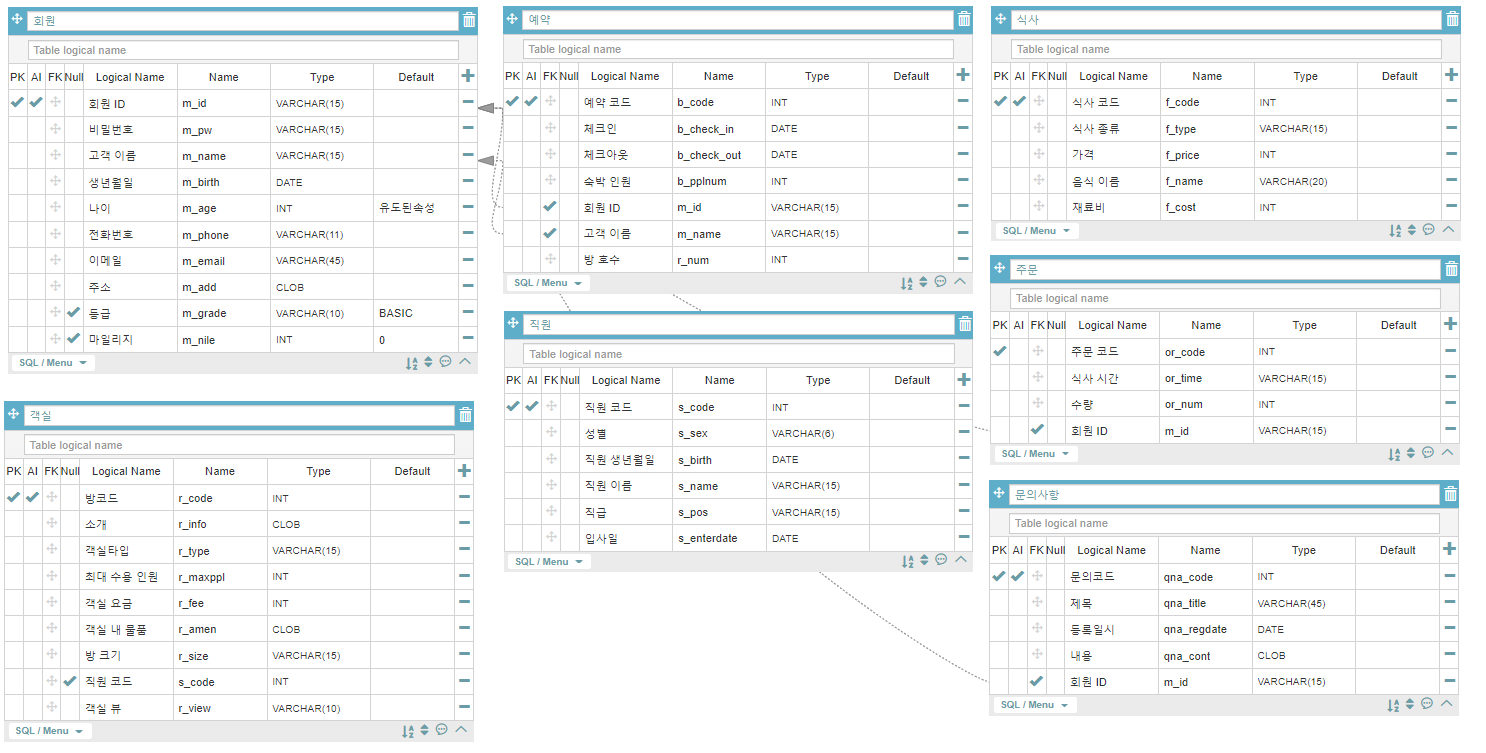 회원
Table logical name
PK AI FK Null Logical Name Name Type Default
회원 ID m_id VARCHAR(15)
비밀번호 m_pw VARCHAR(15)
고객 이름 m_name VARCHAR(15)
생년월일 m_birth DATE
나이 m_age INT 유도된속성
전화번호 m_phone VARCHAR(11)
이메일 m_email VARCHAR(45)
주소 m_add CLOB
등급 m_grade VARCHAR(10) BASIC
마일리지 m_nile INT 0
SQL / Menu
객실
Table logical name
PK AI FK Null Logical Name Name Type Default
방코드 r_code INT
소개 r_info CLOB
객실타입 r_type VARCHAR(15)
최대 수용 인원 r_maxppl INT
객실 요금 r_fee INT
객실 내 물품 r_amen CLOB
방 크기 r_size VARCHAR(15)
직원 코드 s_code INT
객실 뷰 r_view VARCHAR(10)
SQL / Menu
예약
Table logical name
PK AI FK Null Logical Name Name Type Default
예약 코드 b_code INT
체크인 b_check_in DATE
체크아웃 b_check_out DATE
숙박 인원 b_pplnum INT
회원 ID m_id VARCHAR(15)
고객 이름 m_name VARCHAR(15)
방 호수 r_num INT
SQL / Menu
직원
Table logical name
PK AI FK Null Logical Name Name Type Default
직원 코드 s_code INT
성별 s_sex VARCHAR(6)
직원 생년월일 s_birth DATE
직원 이름 s_name VARCHAR(15)
직급 s_pos VARCHAR(15)
입사일 s_enterdate DATE
SQL / Menu
식사
Table logical name
PK AI FK Null Logical Name Name Type Default
식사 코드 f_code INT
식사 종류 f_type VARCHAR(15)
가격 f_price INT
음식 이름 f_name VARCHAR(20)
재료비 f_cost INT
SQL / Menu
주문
Table logical name
PK AI FK Null Logical Name Name Type Default
주문 코드 or_code INT
식사 시간 or_time VARCHAR(15)
수량 or_num INT
회원 ID m_id VARCHAR(15)
SQL / Menu
문의사항
Table logical name
PK AI FK Null Logical Name Name Type Default
문의코드 qna_code INT
제목 qna_title VARCHAR(45)
등록일시 qna_regdate DATE
내용 qna_cont CLOB
회원 ID m_id VARCHAR(15)
SQL / Menu